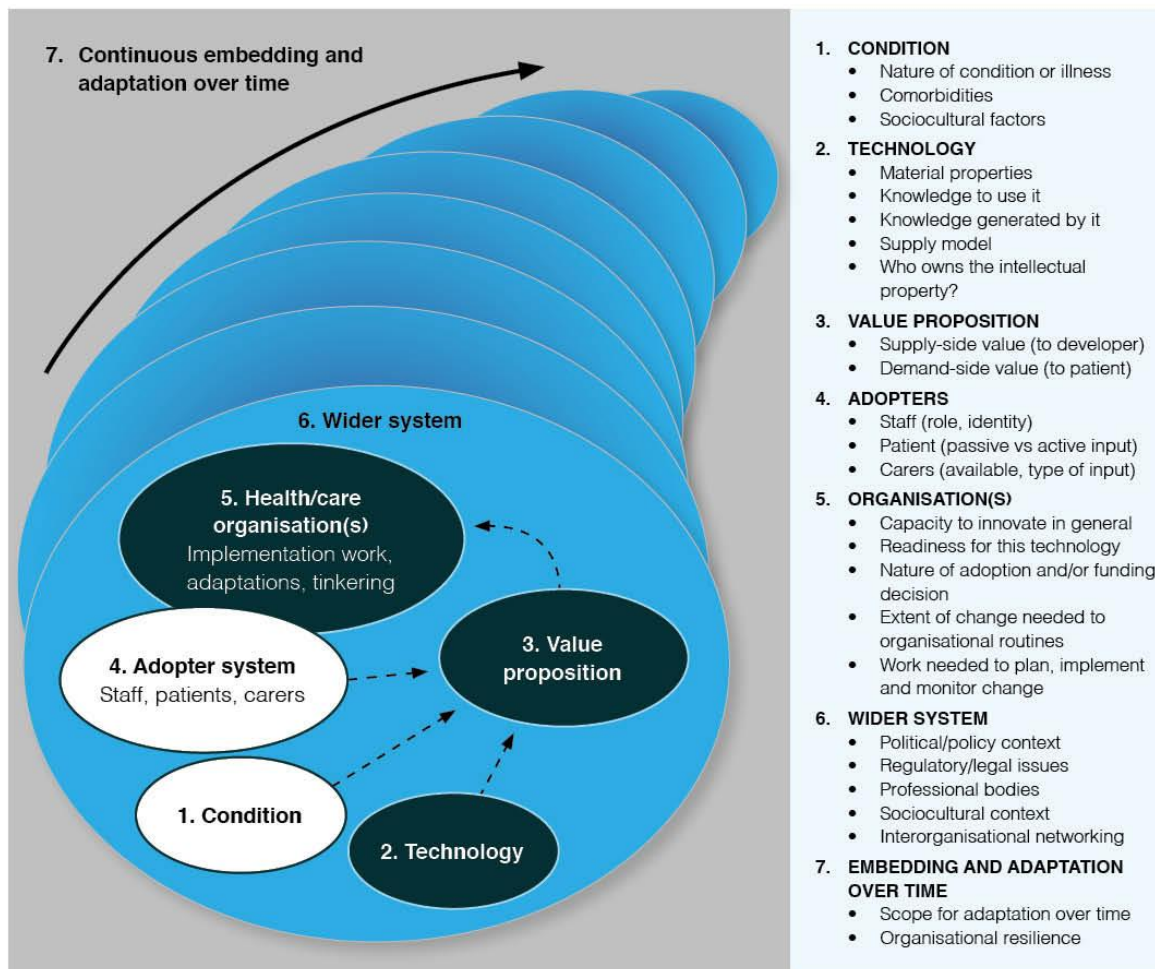 7. Continuous embedding and
adaptation over time
6. Wider system
5. Health/care
organisation(s)
Implementation work,
adaptations, tinkering
4. Adopter system
Staff, patients, carers
3. Value
proposition
1. Condition
2. Technology
1. CONDITION
• Nature of condition or illness
• Comorbidities
• Sociocultural factors
2. TECHNOLOGY
• Material properties
• Knowledge to use it
• Knowledge generated by it
• Supply model
• Who owns the intellectual
property?
3. VALUE PROPOSITION
• Supply-side value (to developer)
• Demand-side value (to patient)
4. ADOPTERS
• Staff (role, identity)
• Patient (passive vs active input)
• Carers (available, type of input)
5. ORGANISATION(S)
• Capacity to innovate in general
• Readiness for this technology
• Nature of adoption and/or funding
decision
• Extent of change needed to
organisational routines
• Work needed to plan, implement
and monitor change
6. WIDER SYSTEM
• Political/policy context
• Regulatory/legal issues
• Professional bodies
• Sociocultural context
• Interorganisational networking
7. EMBEDDING AND ADAPTATION
OVER TIME
• Scope for adaptation over time
• Organisational resilience